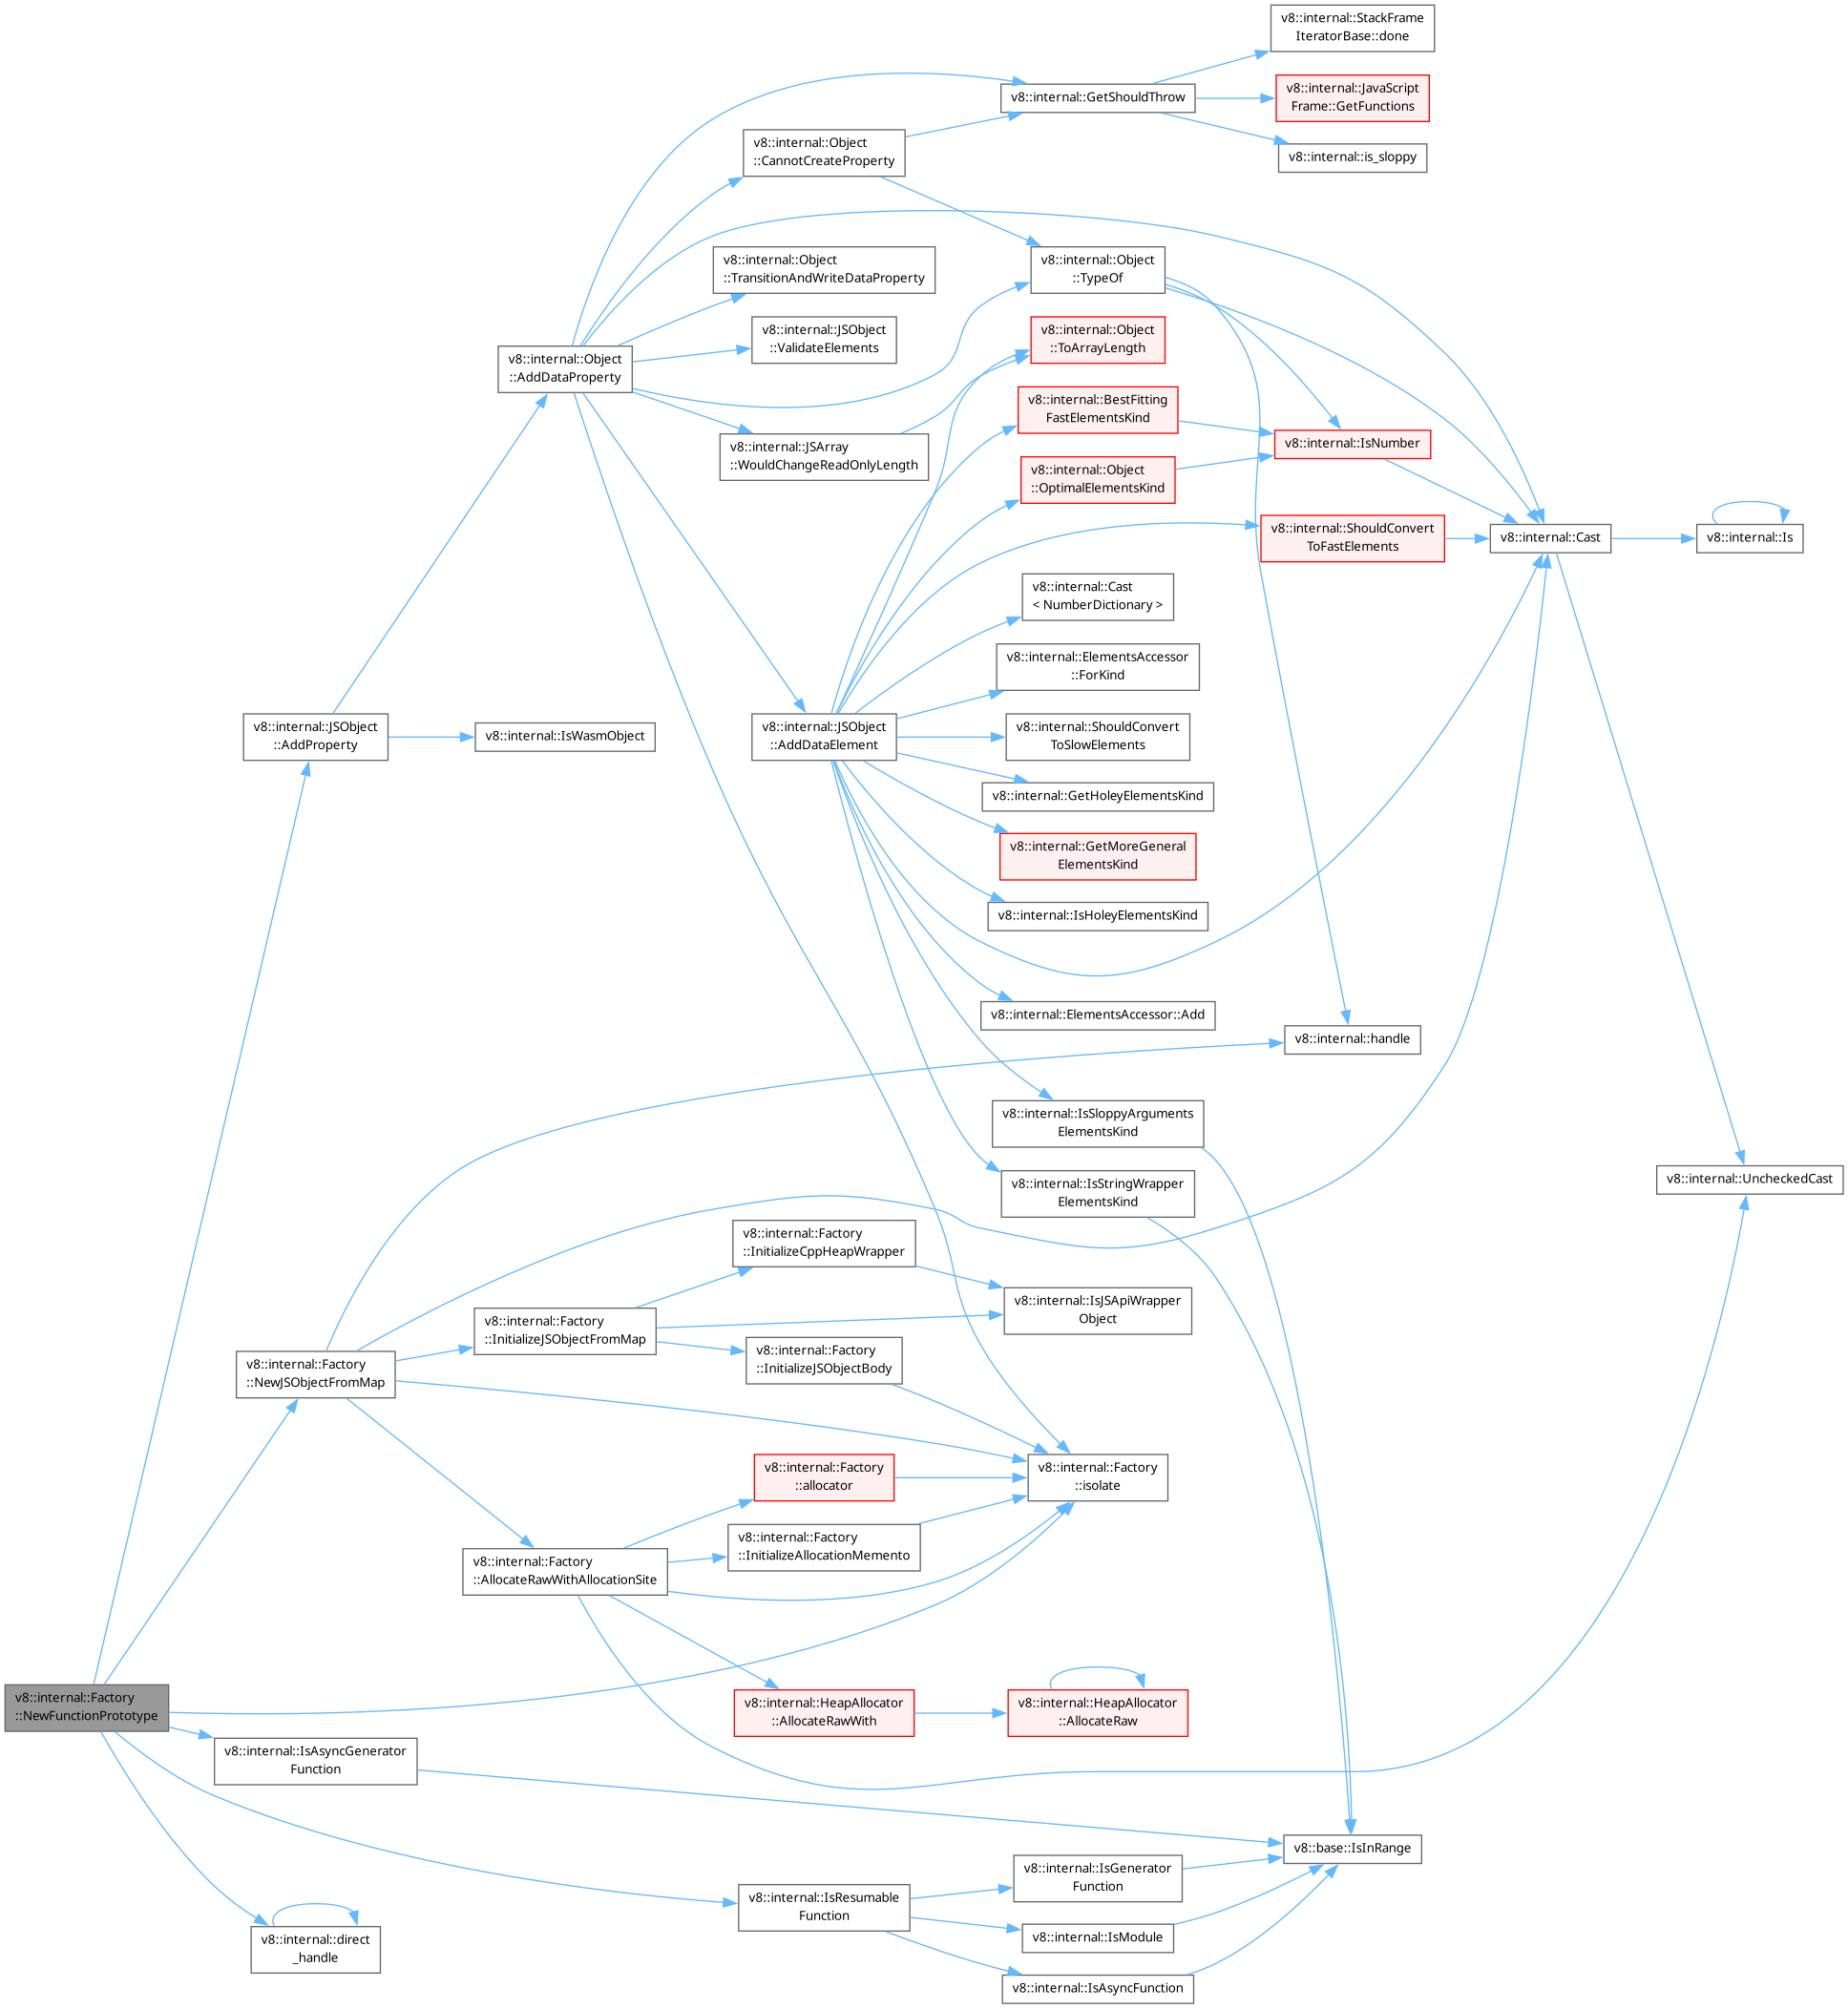 v8::internal::StackFrame
IteratorBase::done
v8::internal::JavaScript
Frame::GetFunctions
v8::internal::GetShouldThrow
v8::internal::is_sloppy
v8::internal::Object
::CannotCreateProperty
v8::internal::Object
::TransitionAndWriteDataProperty
v8::internal::Object
::TypeOf
v8::internal::JSObject
::ValidateElements
v8::internal::Object
::ToArrayLength
v8::internal::Object
::AddDataProperty
v8::internal::BestFitting
FastElementsKind
v8::internal::JSArray
::WouldChangeReadOnlyLength
v8::internal::IsNumber
v8::internal::Object
::OptimalElementsKind
v8::internal::ShouldConvert
ToFastElements
v8::internal::Cast
v8::internal::Is
v8::internal::Cast
< NumberDictionary >
v8::internal::ElementsAccessor
::ForKind
v8::internal::JSObject
::AddProperty
v8::internal::IsWasmObject
v8::internal::JSObject
::AddDataElement
v8::internal::ShouldConvert
ToSlowElements
v8::internal::GetHoleyElementsKind
v8::internal::GetMoreGeneral
ElementsKind
v8::internal::IsHoleyElementsKind
v8::internal::ElementsAccessor::Add
v8::internal::handle
v8::internal::IsSloppyArguments
ElementsKind
v8::internal::IsStringWrapper
ElementsKind
v8::internal::UncheckedCast
v8::internal::Factory
::InitializeCppHeapWrapper
v8::internal::IsJSApiWrapper
Object
v8::internal::Factory
::InitializeJSObjectFromMap
v8::internal::Factory
::InitializeJSObjectBody
v8::internal::Factory
::NewJSObjectFromMap
v8::internal::Factory
::allocator
v8::internal::Factory
::isolate
v8::internal::Factory
::InitializeAllocationMemento
v8::internal::Factory
::AllocateRawWithAllocationSite
v8::internal::Factory
::NewFunctionPrototype
v8::internal::HeapAllocator
::AllocateRawWith
v8::internal::HeapAllocator
::AllocateRaw
v8::internal::IsAsyncGenerator
Function
v8::base::IsInRange
v8::internal::IsGenerator
Function
v8::internal::IsResumable
Function
v8::internal::IsModule
v8::internal::direct
_handle
v8::internal::IsAsyncFunction